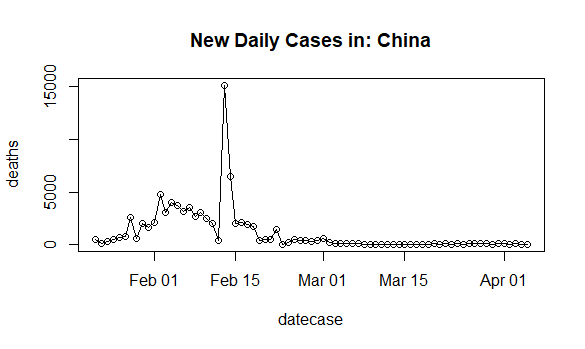 New Daily Cases in: China
deaths
15000
5000
0
Feb 01
Feb 15
Mar 01
Mar 15
Apr 01
datecase